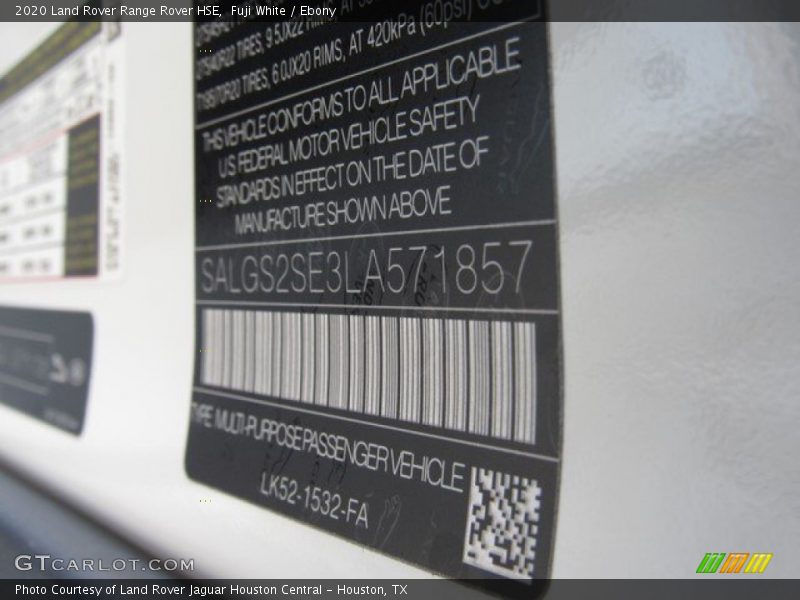 2020 Land Rover Range Rover HSE, Fuji White / Ebony
275/40R22 TIRES, 9.5JX22 RIMS, AT
T195/70R20 TIRES, 6.0JX20 RIMS, AT 420kPa (60psi)
THIS VEHICLE CONFORMS TO ALL APPLICABLE
U.S. FEDERAL MOTOR VEHICLE SAFETY
STANDARDS IN EFFECT ON THE DATE OF
MANUFACTURE SHOWN ABOVE
SALGS2SE3LA571857
TYPE MULTI-PURPOSE PASSENGER VEHICLE
LK52-1532-FA
GTCARLOT.COM
Photo Courtesy of Land Rover Jaguar Houston Central - Houston, TX